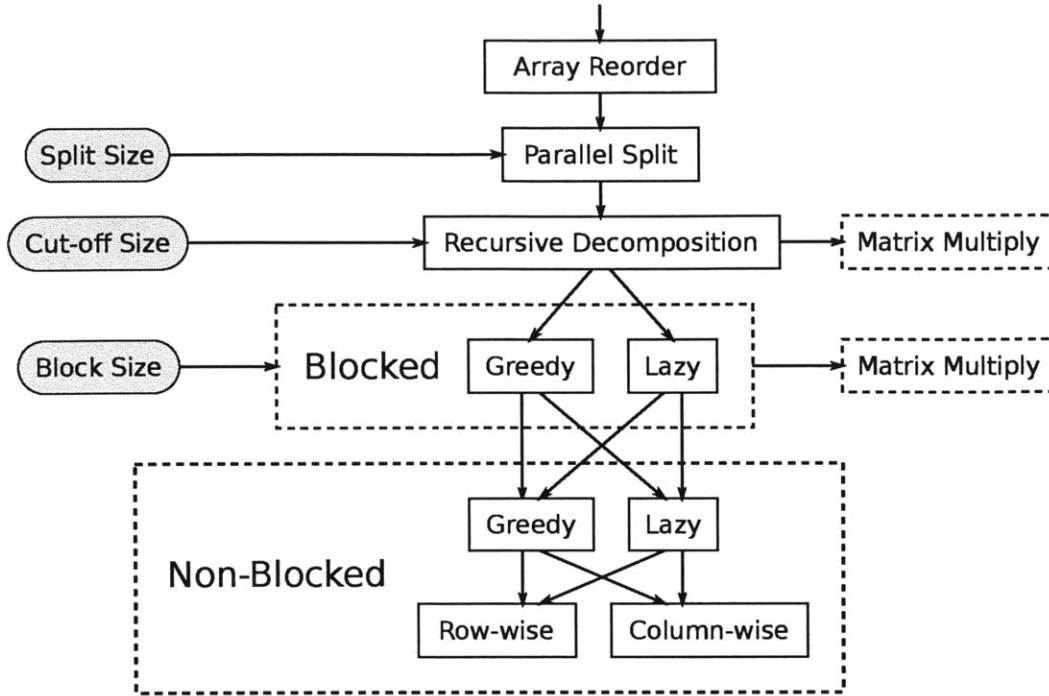 Array Reorder
Split Size
Parallel Split
Cut-off Size
Recursive Decomposition
Matrix Multiply
Block Size
Blocked
Greedy
Lazy
Matrix Multiply
Greedy
Lazy
Non-Blocked
Row-wise
Column-wise